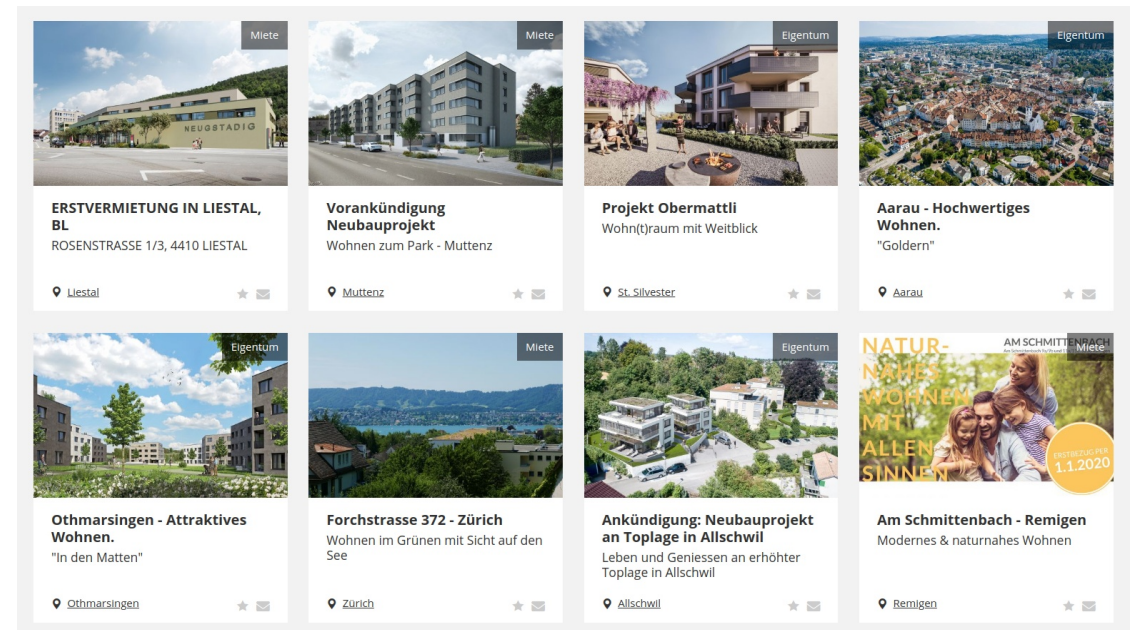 Miete
NEUGSTADIG
ERSTVERMIETUNG IN LIESTAL,
BL
ROSENSTRASSE 1/3, 4410 LIESTAL
Liestal
Miete
Vorankündigung
Neubauprojekt
Wohnen zum Park - Muttenz
Muttenz
Eigentum
Projekt Obermattli
Wohn(t)raum mit Weitblick
St. Silvester
Eigentum
Aarau - Hochwertiges
Wohnen.
"Goldern"
Aarau
Eigentum
Othmarsingen - Attraktives
Wohnen.
"In den Matten"
Othmarsingen
Miete
Forchstrasse 372 - Zürich
Wohnen im Grünen mit Sicht auf den
See
Zürich
Eigentum
Ankündigung: Neubauprojekt
an Toplage in Allschwil
Leben und Geniessen an erhöhter
Toplage in Allschwil
Allschwil
NATUR-
NAHES
WOHNEN
MIT
ALLEN
SINNEN
AM SCHMITTENBACH
Miete
ERSTBEZUG PER
1.1.2020
Am Schmittenbach - Remigen
Modernes & naturnahes Wohnen
Remigen